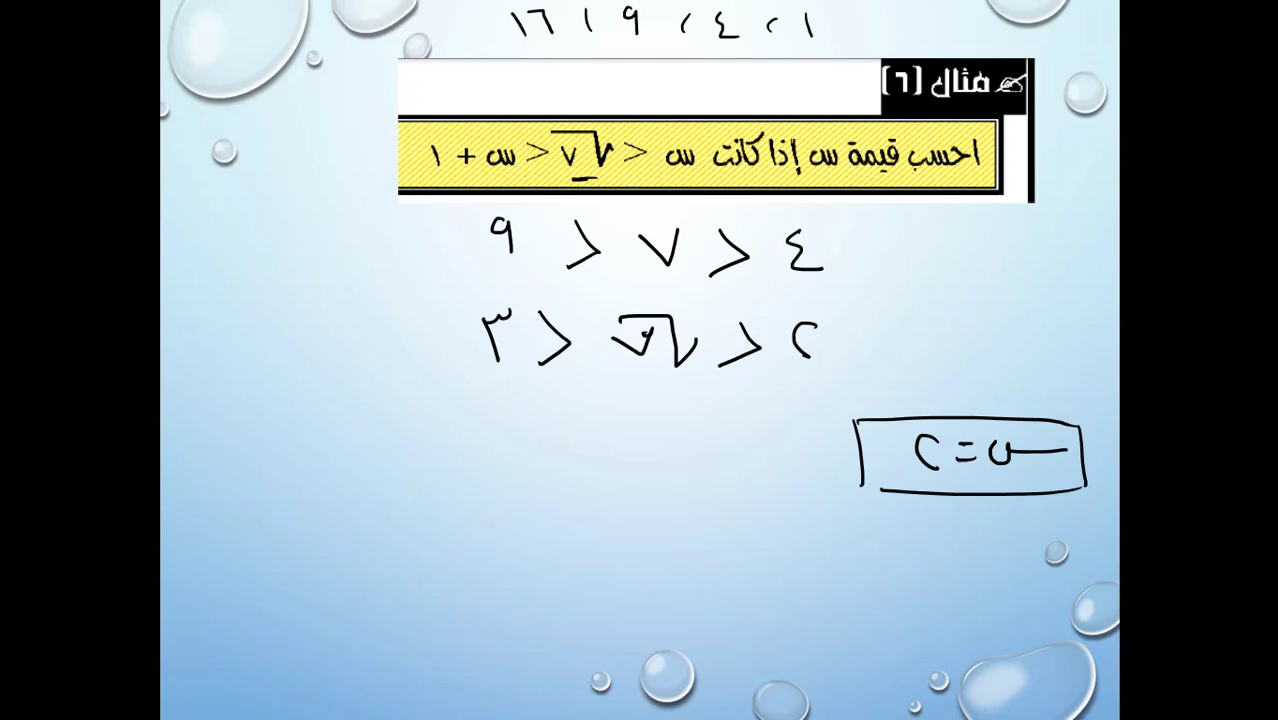 ١ ، ٤ ، ٩ ، ١٦
مثال (٦)
احسب قيمة س إذا كانت س > √٧ > س + ١
٤ > ٧ > ٩
٢ > √٧ > ٣
س = ٢